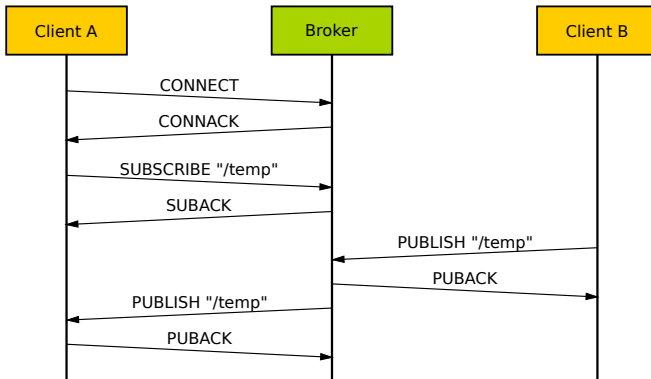 Client A
Broker
Client B
CONNECT
CONNACK
SUBSCRIBE "/temp"
SUBACK
PUBLISH "/temp"
PUBACK
PUBLISH "/temp"
PUBACK